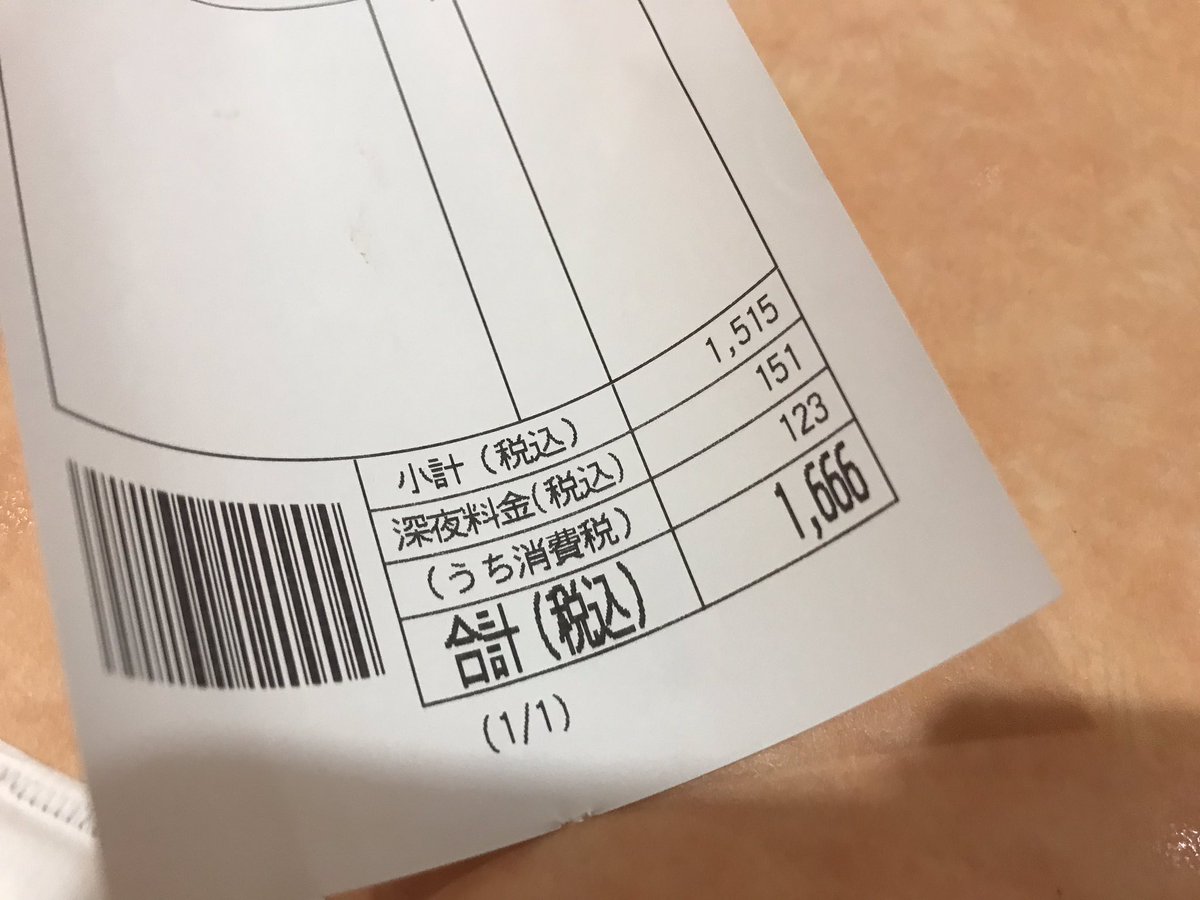 小計(税込) 1,515
深夜料金(税込) 151
(うち消費税) 123
合計(税込) 1,666
(1/1)